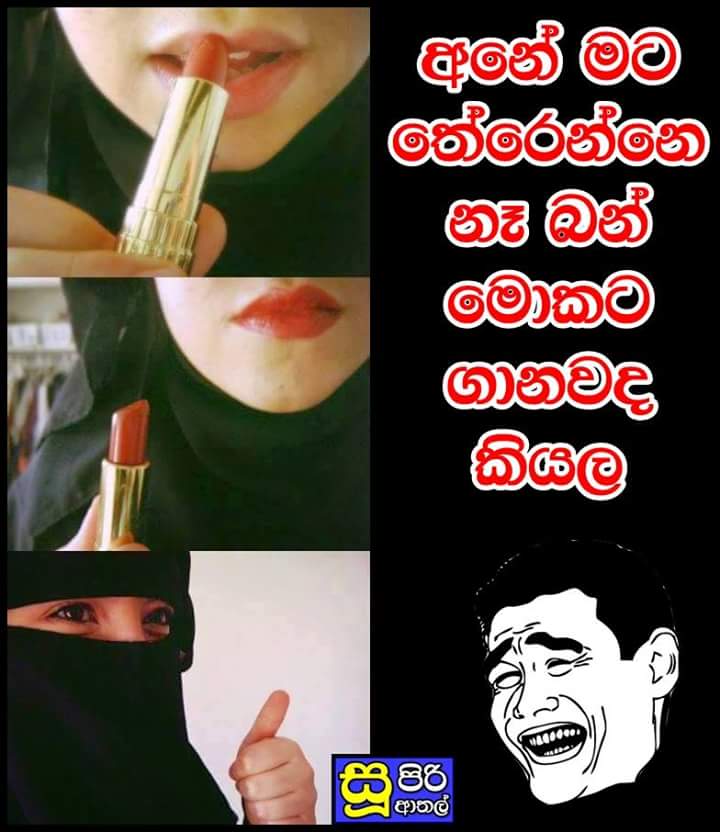 අනේ මට
තේරෙන්නෙ
නෑ බන්
මොකට
ගානවද
කියල
සූපිරි
ආතල්